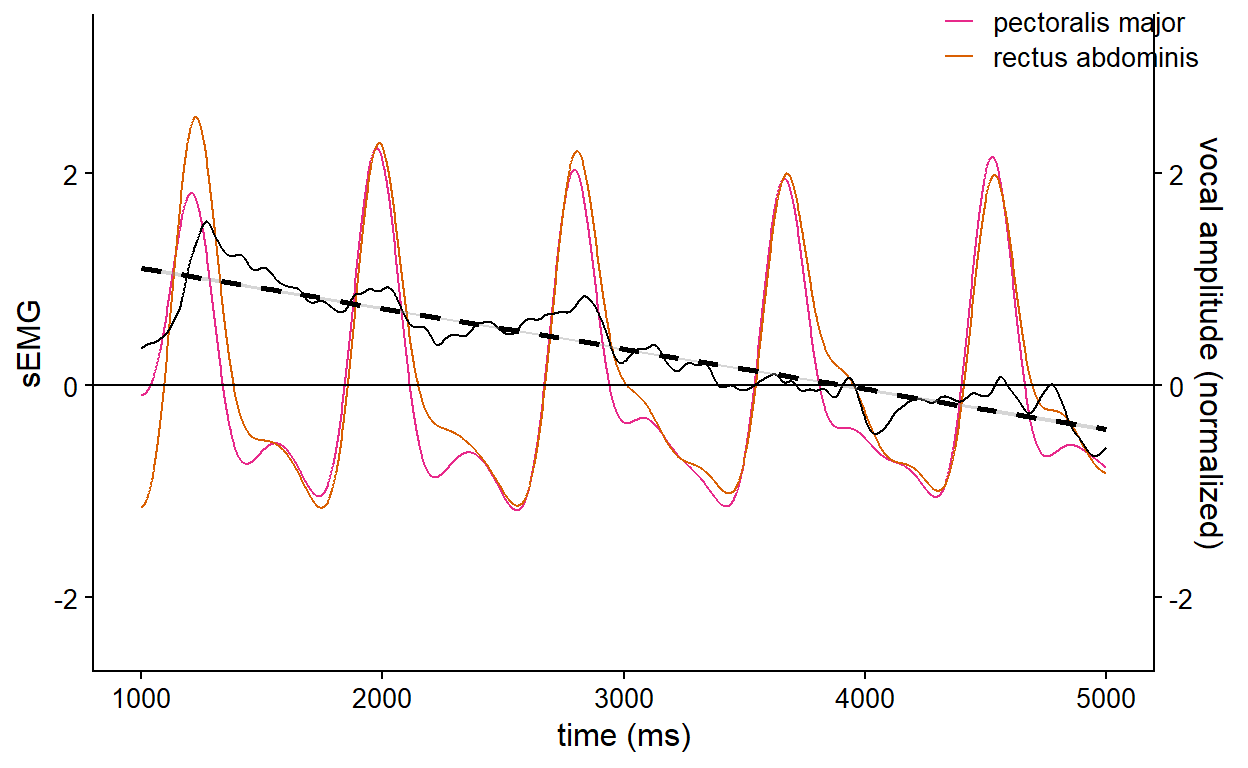 pectoralis major
rectus abdominis
sEMG
2
0
-2
2
0
-2
vocal amplitude (normalized)
1000 2000 3000 4000 5000
time (ms)